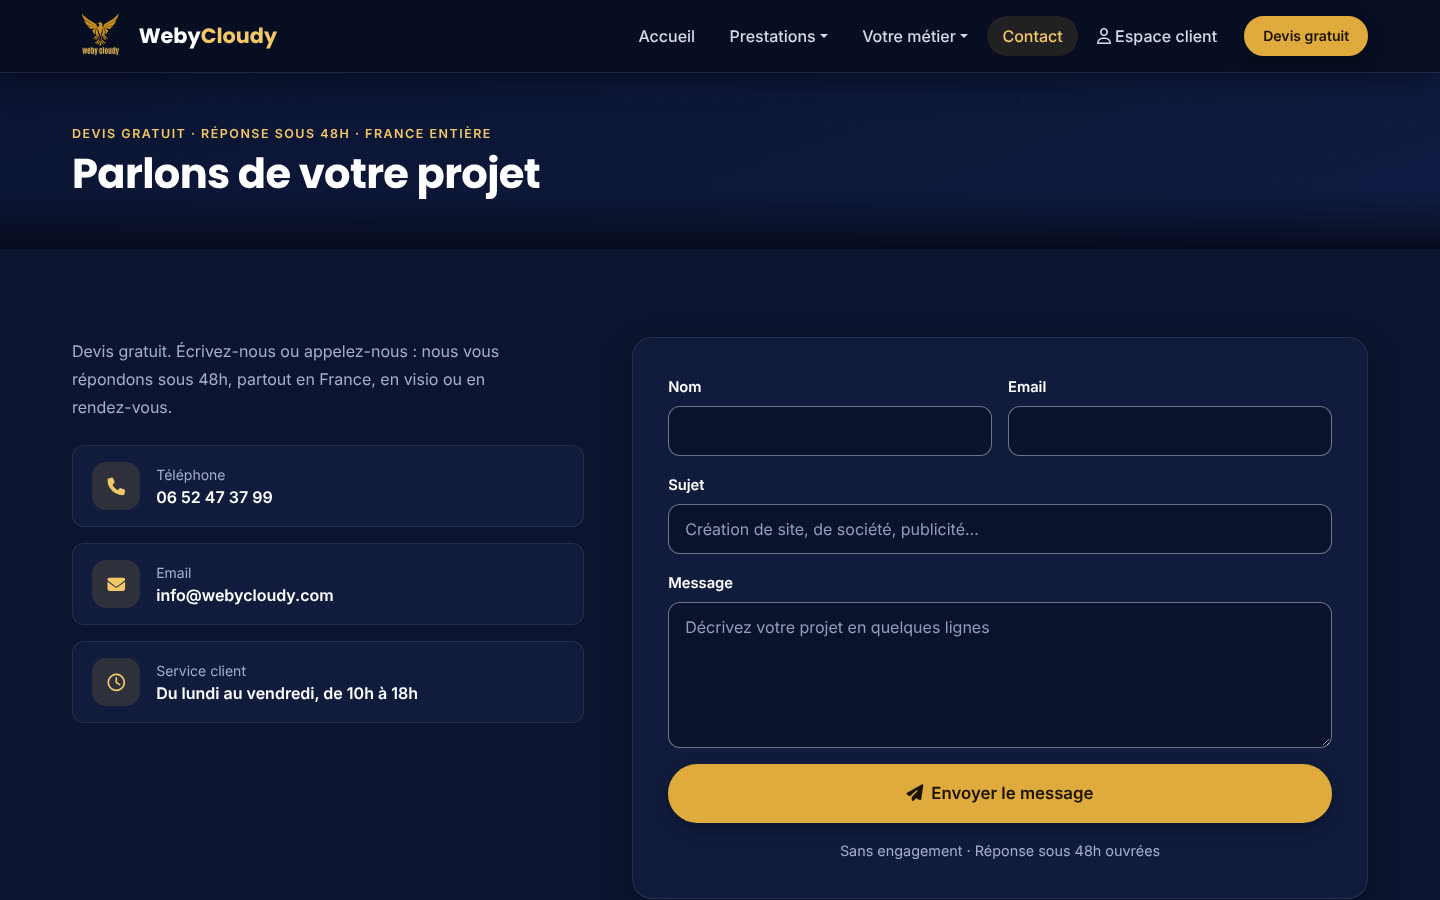 weby cloudy
WebyCloudy
Accueil
Prestations
Votre métier
Contact
Espace client
Devis gratuit
DEVIS GRATUIT · RÉPONSE SOUS 48H · FRANCE ENTIÈRE
Parlons de votre projet
Devis gratuit. Écrivez-nous ou appelez-nous : nous vous
répondons sous 48h, partout en France, en visio ou en
rendez-vous.
Téléphone
06 52 47 37 99
Email
info@webycloudy.com
Service client
Du lundi au vendredi, de 10h à 18h
Nom
Email
Sujet
Création de site, de société, publicité...
Message
Décrivez votre projet en quelques lignes
Envoyer le message
Sans engagement · Réponse sous 48h ouvrées